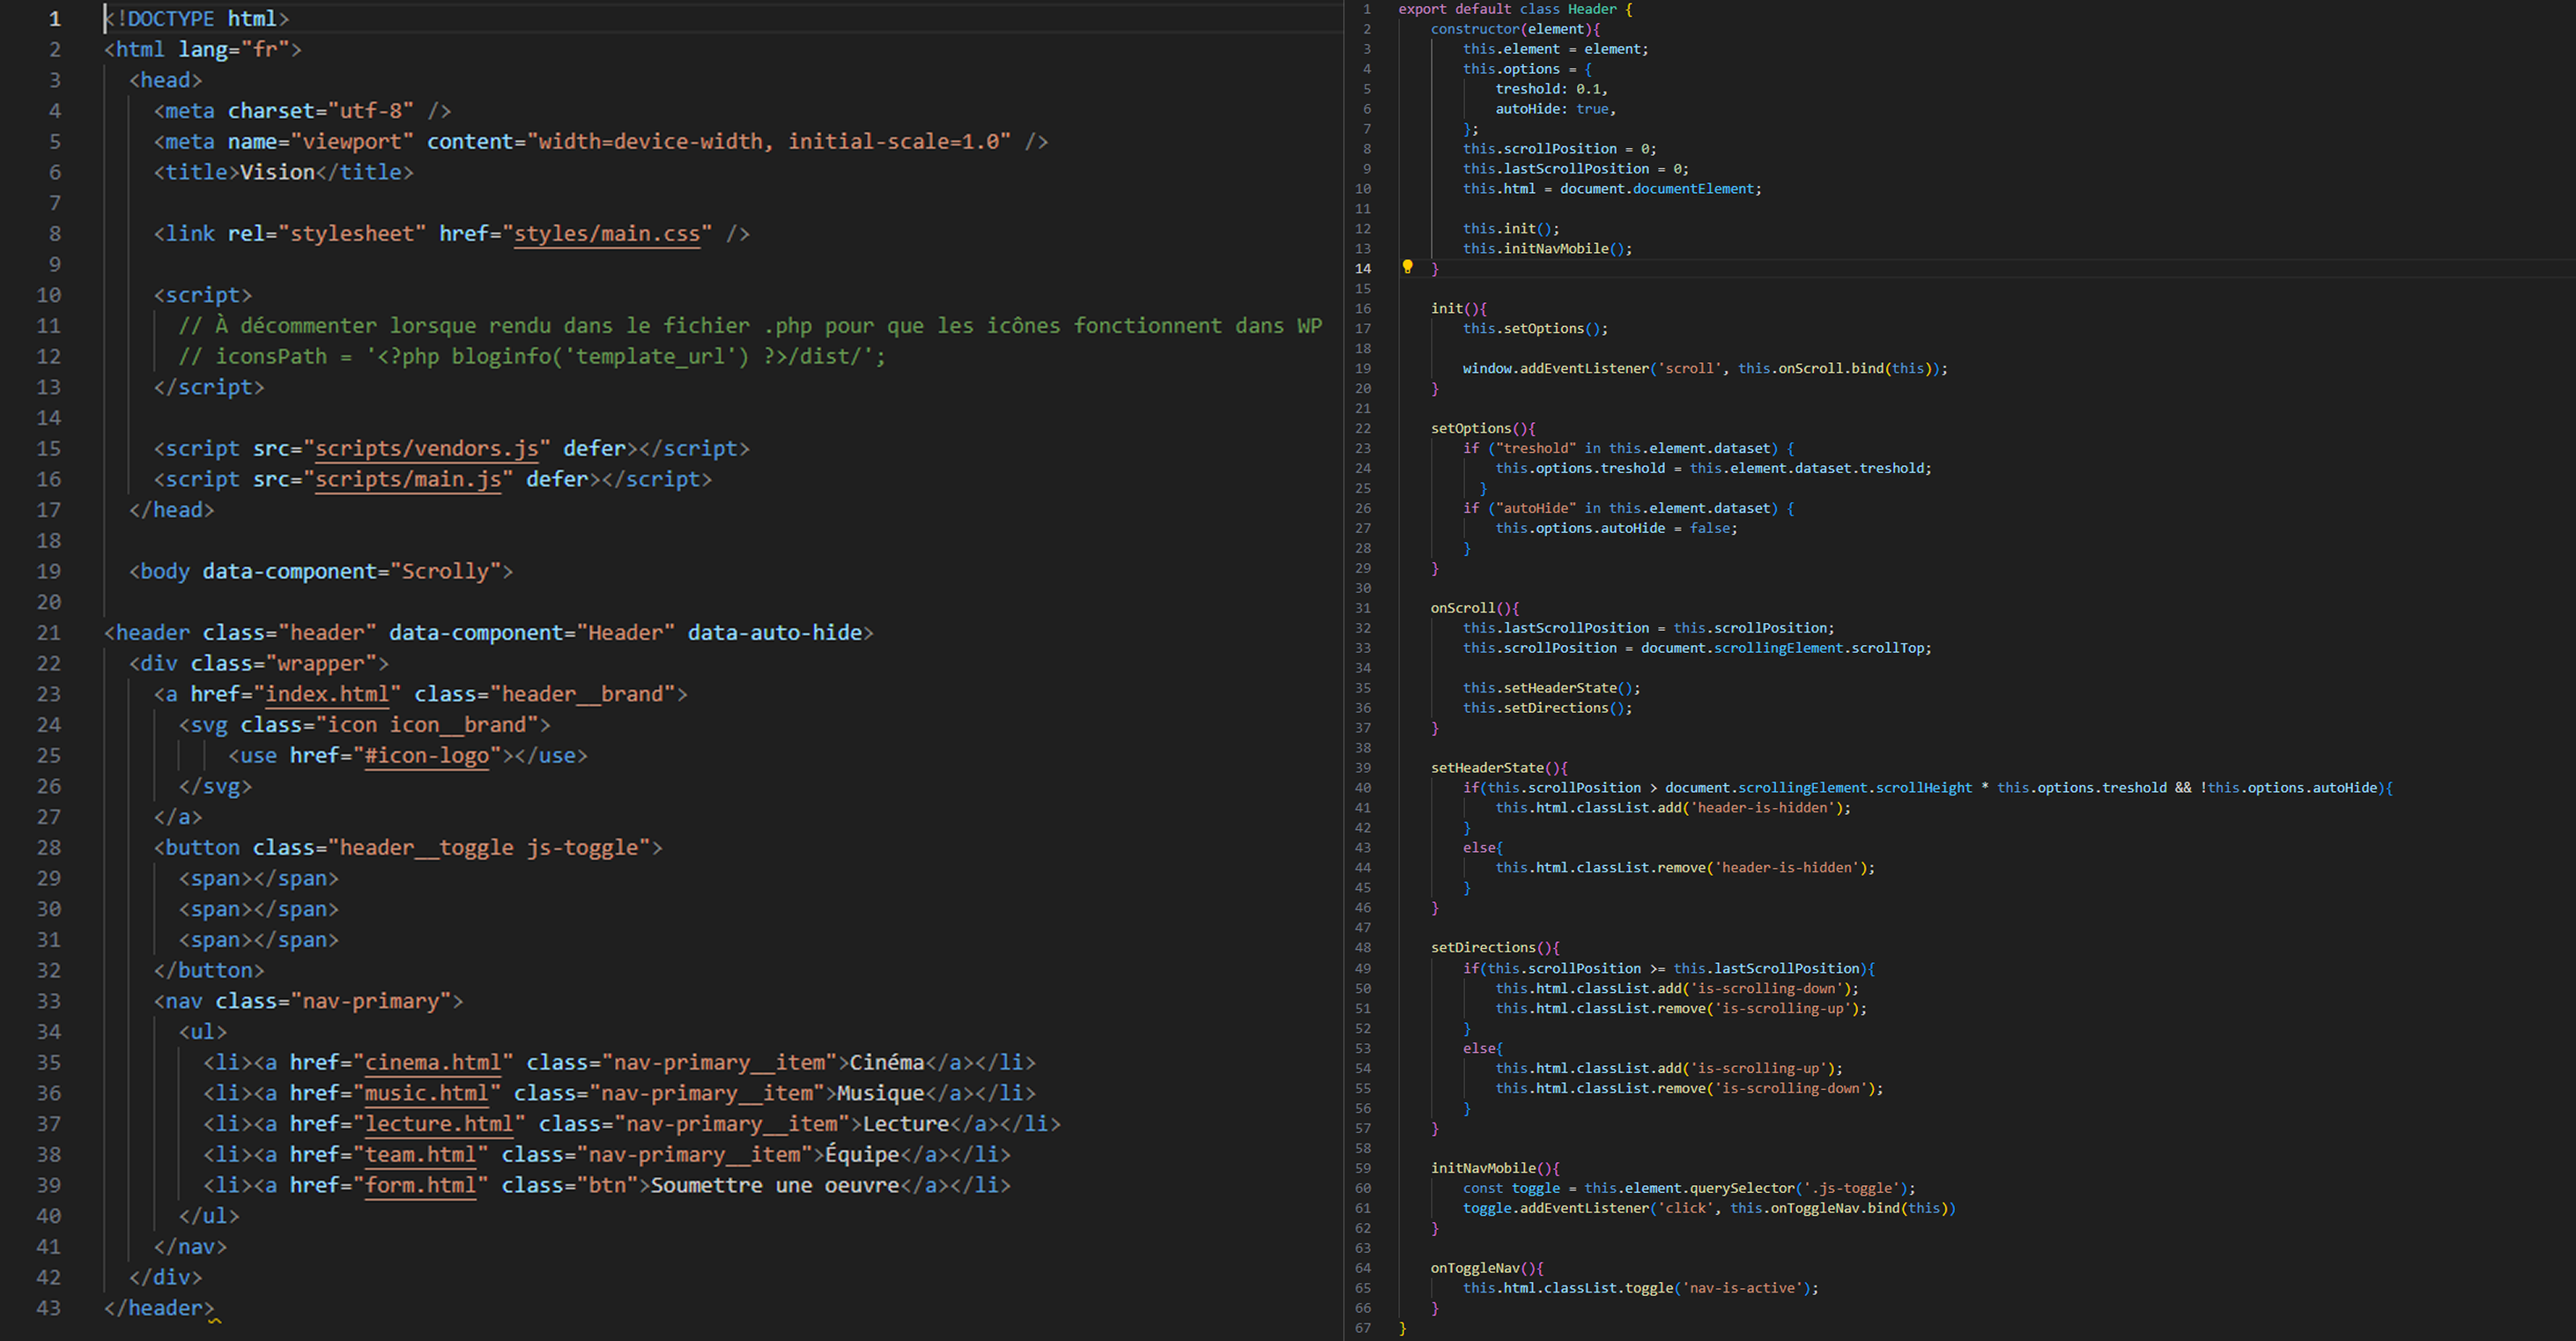 1 <!DOCTYPE html>
2 <html lang="fr">
3 <head>
4 <meta charset="utf-8" />
5 <meta name="viewport" content="width=device-width, initial-scale=1.0" />
6 <title>Vision</title>
7
8 <link rel="stylesheet" href="styles/main.css" />
9
10 <script>
11 // À décommenter lorsque rendu dans le fichier .php pour que les icônes fonctionnent dans WP
12 // iconsPath = '<?php bloginfo('template_url') ?>/dist/';
13 </script>
14
15 <script src="scripts/vendors.js" defer></script>
16 <script src="scripts/main.js" defer></script>
17 </head>
18
19 <body data-component="Scrolly">
20
21 <header class="header" data-component="Header" data-auto-hide>
22 <div class="wrapper">
23 <a href="index.html" class="header__brand">
24 <svg class="icon icon__brand">
25 <use href="#icon-logo"></use>
26 </svg>
27 </a>
28 <button class="header__toggle js-toggle">
29 <span></span>
30 <span></span>
31 <span></span>
32 </button>
33 <nav class="nav-primary">
34 <ul>
35 <li><a href="cinema.html" class="nav-primary__item">Cinéma</a></li>
36 <li><a href="music.html" class="nav-primary__item">Musique</a></li>
37 <li><a href="lecture.html" class="nav-primary__item">Lecture</a></li>
38 <li><a href="team.html" class="nav-primary__item">Équipe</a></li>
39 <li><a href="form.html" class="btn">Soumettre une oeuvre</a></li>
40 </ul>
41 </nav>
42 </div>
43 </header>
1 export default class Header {
2 constructor(element){
3 this.element = element;
4 this.options = {
5 treshold: 0.1,
6 autoHide: true,
7 };
8 this.scrollPosition = 0;
9 this.lastScrollPosition = 0;
10 this.html = document.documentElement;
11
12 this.init();
13 this.initNavMobile();
14 }
15
16 init(){
17 this.setOptions();
18
19 window.addEventListener('scroll', this.onScroll.bind(this));
20 }
21
22 setOptions(){
23 if ("treshold" in this.element.dataset) {
24 this.options.treshold = this.element.dataset.treshold;
25 }
26 if ("autoHide" in this.element.dataset) {
27 this.options.autoHide = false;
28 }
29 }
30
31 onScroll(){
32 this.lastScrollPosition = this.scrollPosition;
33 this.scrollPosition = document.scrollingElement.scrollTop;
34
35 this.setHeaderState();
36 this.setDirections();
37 }
38
39 setHeaderState(){
40 if(this.scrollPosition > document.scrollingElement.scrollHeight * this.options.treshold && !this.options.autoHide){
41 this.html.classList.add('header-is-hidden');
42 }
43 else{
44 this.html.classList.remove('header-is-hidden');
45 }
46 }
47
48 setDirections(){
49 if(this.scrollPosition >= this.lastScrollPosition){
50 this.html.classList.add('is-scrolling-down');
51 this.html.classList.remove('is-scrolling-up');
52 }
53 else{
54 this.html.classList.add('is-scrolling-up');
55 this.html.classList.remove('is-scrolling-down');
56 }
57 }
58
59 initNavMobile(){
60 const toggle = this.element.querySelector('.js-toggle');
61 toggle.addEventListener('click', this.onToggleNav.bind(this))
62 }
63
64 onToggleNav(){
65 this.html.classList.toggle('nav-is-active');
66 }
67 }